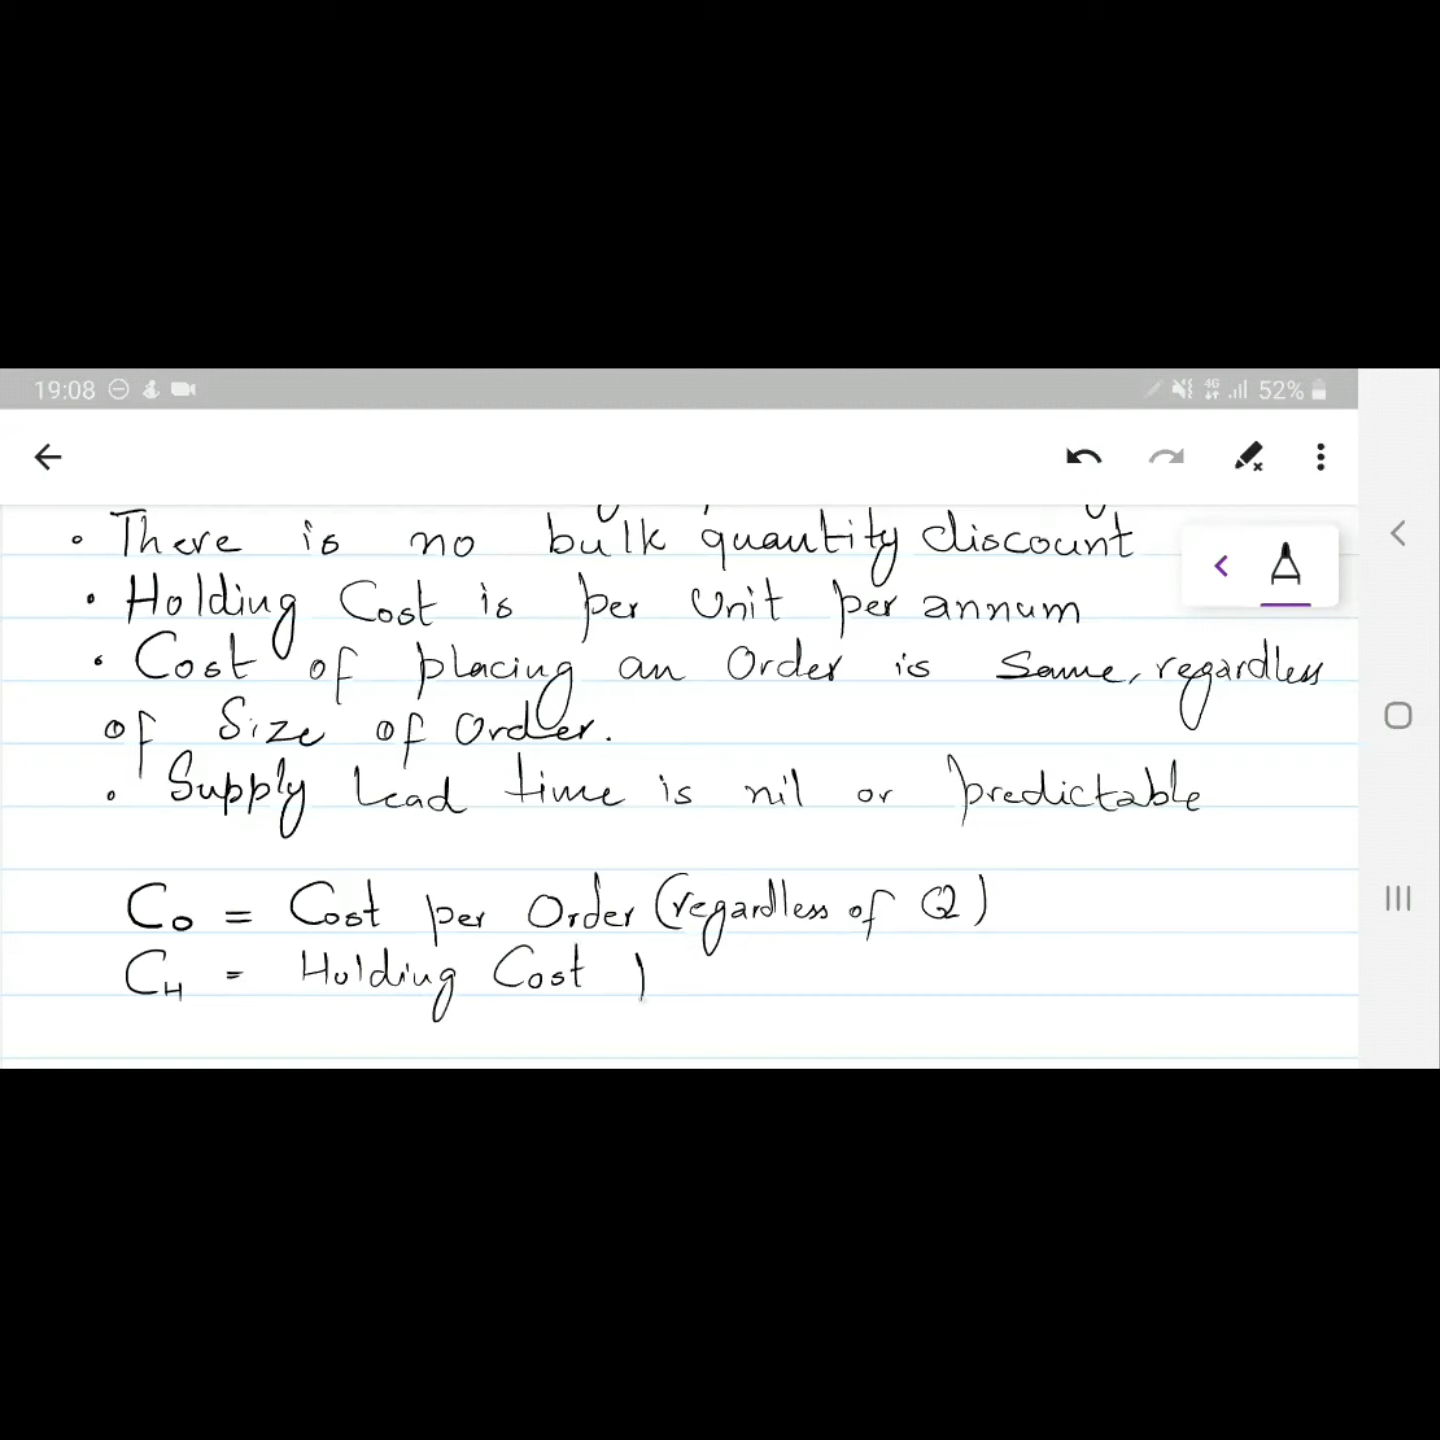 19:08 4G 52%
• There is no bulk quantity discount
• Holding Cost is per Unit per annum
• Cost of placing an Order is Same, regardless
of Size of Order.
• Supply Lead time is nil or predictable
Co = Cost per Order (regardless of Q)
CH = Holding Cost